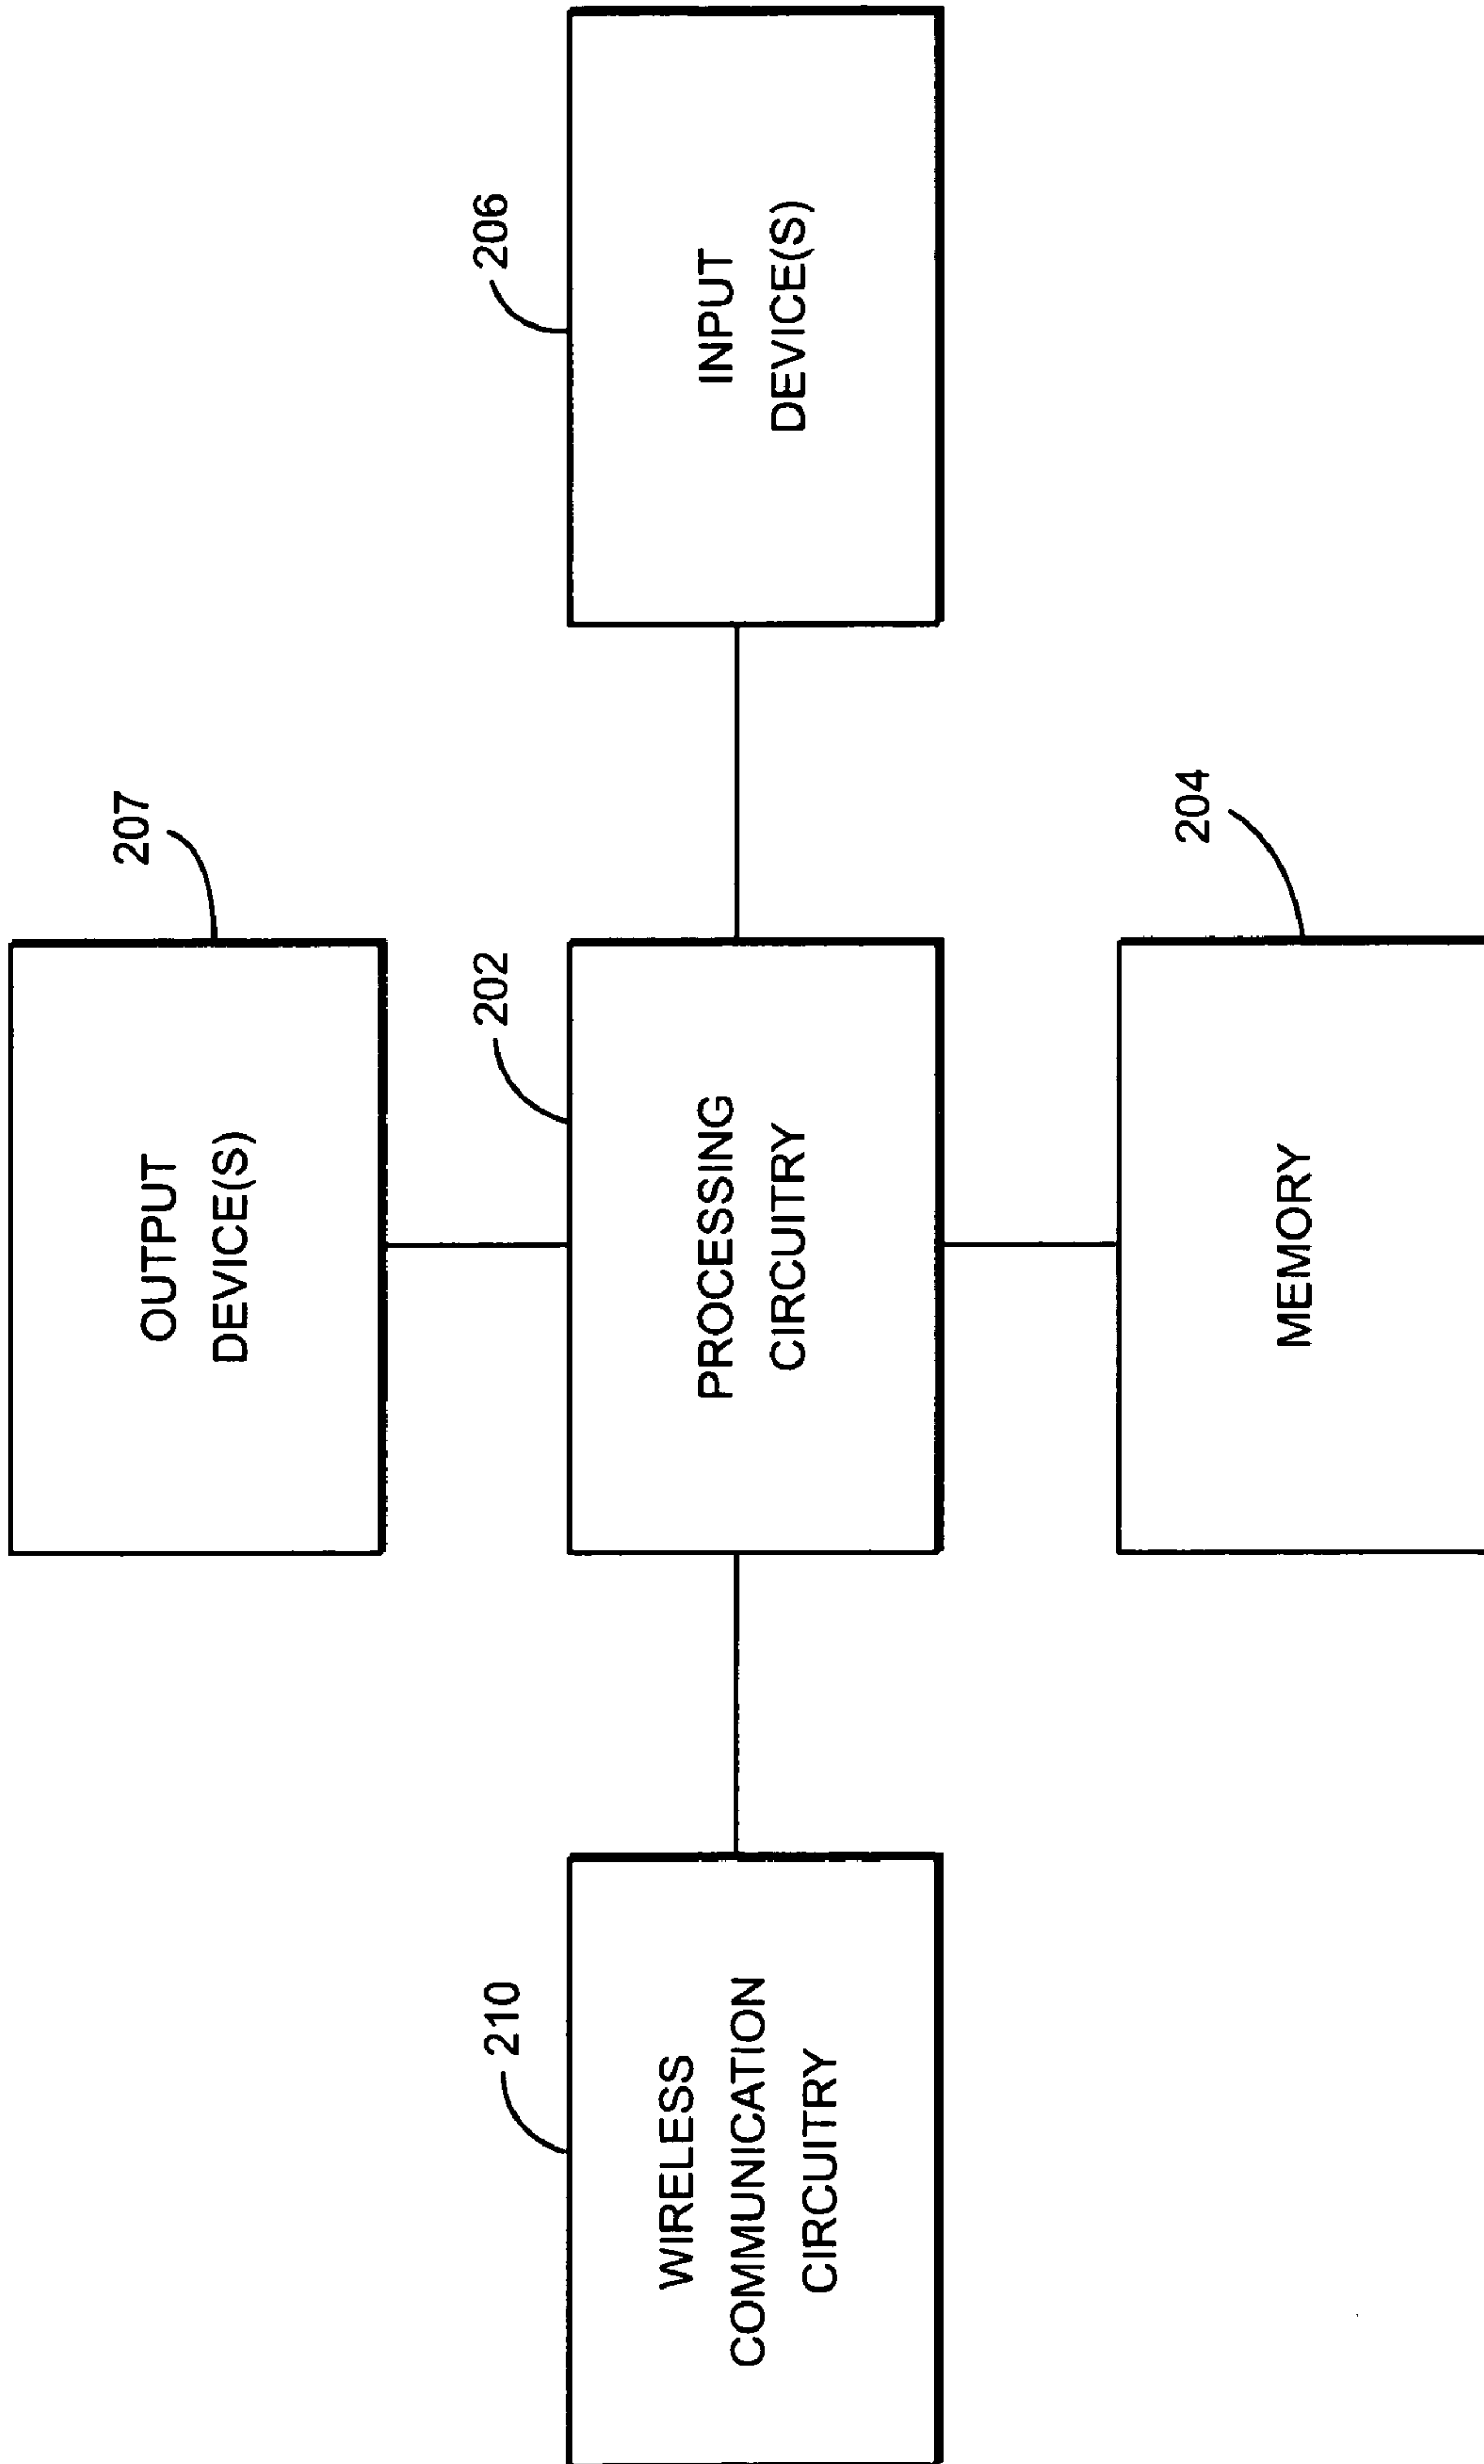 207
OUTPUT
DEVICE(S)
210
WIRELESS
COMMUNICATION
CIRCUITRY
202
PROCESSING
CIRCUITRY
206
INPUT
DEVICE(S)
204
MEMORY